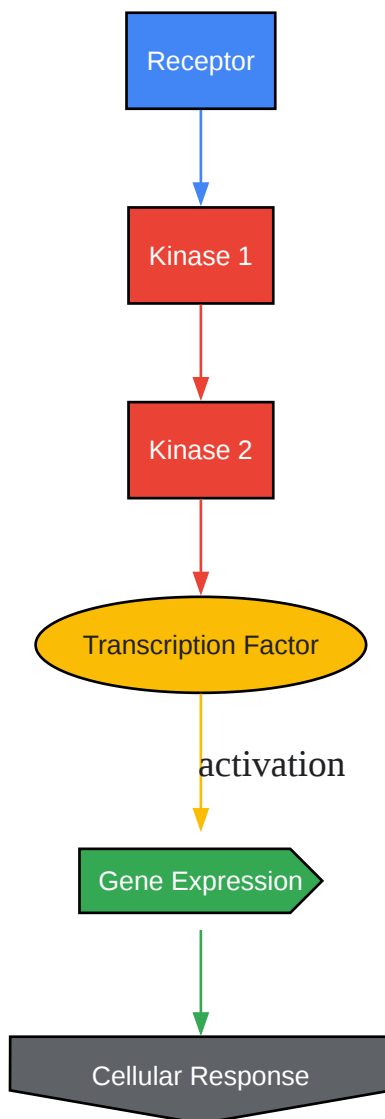 Receptor
Kinase 1
Kinase 2
Transcription Factor
activation
Gene Expression
Cellular Response